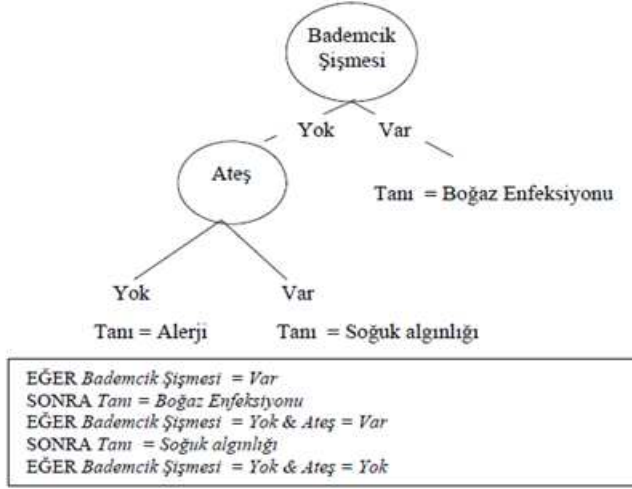 Bademcik
Şişmesi
Yok Var
Ateş
Tanı = Boğaz Enfeksiyonu
Yok Var
Tanı = Alerji Tanı = Soğuk algınlığı
EĞER Bademcik Şişmesi = Var
SONRA Tanı = Boğaz Enfeksiyonu
EĞER Bademcik Şişmesi = Yok & Ateş = Var
SONRA Tanı = Soğuk algınlığı
EĞER Bademcik Şişmesi = Yok & Ateş = Yok